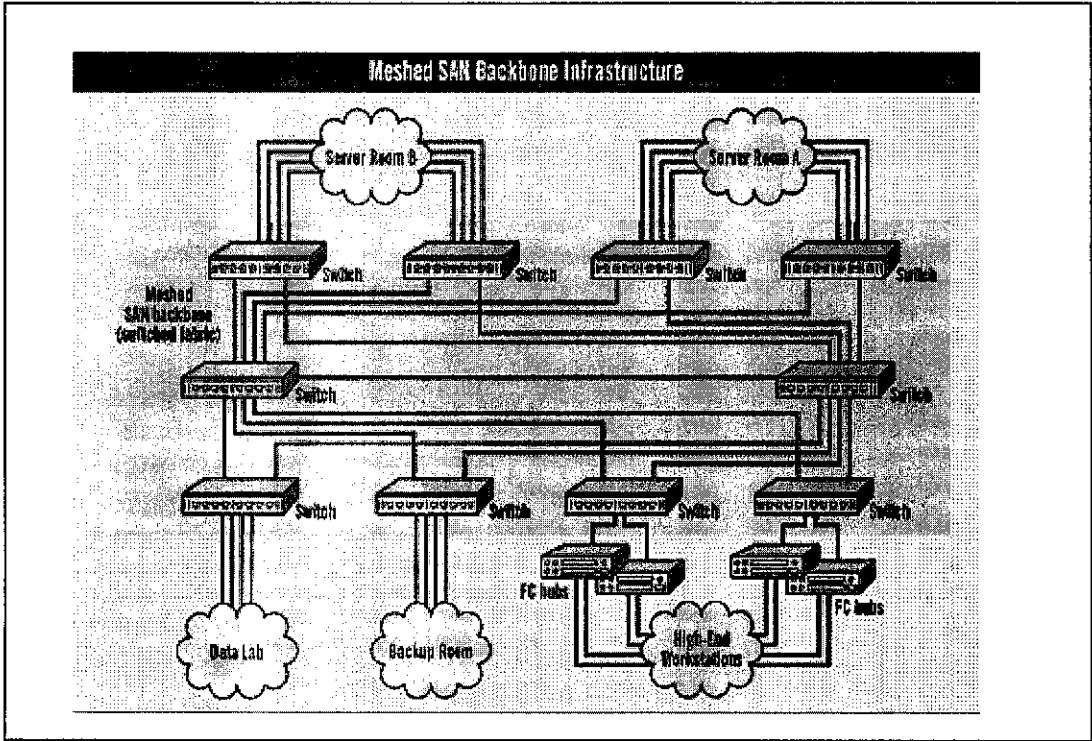 Meshed SAN Backbone Infrastructure
Server Room B
Server Room A
Switch
Switch
Switch
Switch
Meshed
SAN backbone
(switched fabric)
Switch
Switch
Switch
Switch
Switch
Switch
FC hubs
FC hubs
Data Lab
Backup Room
High-End
Workstations